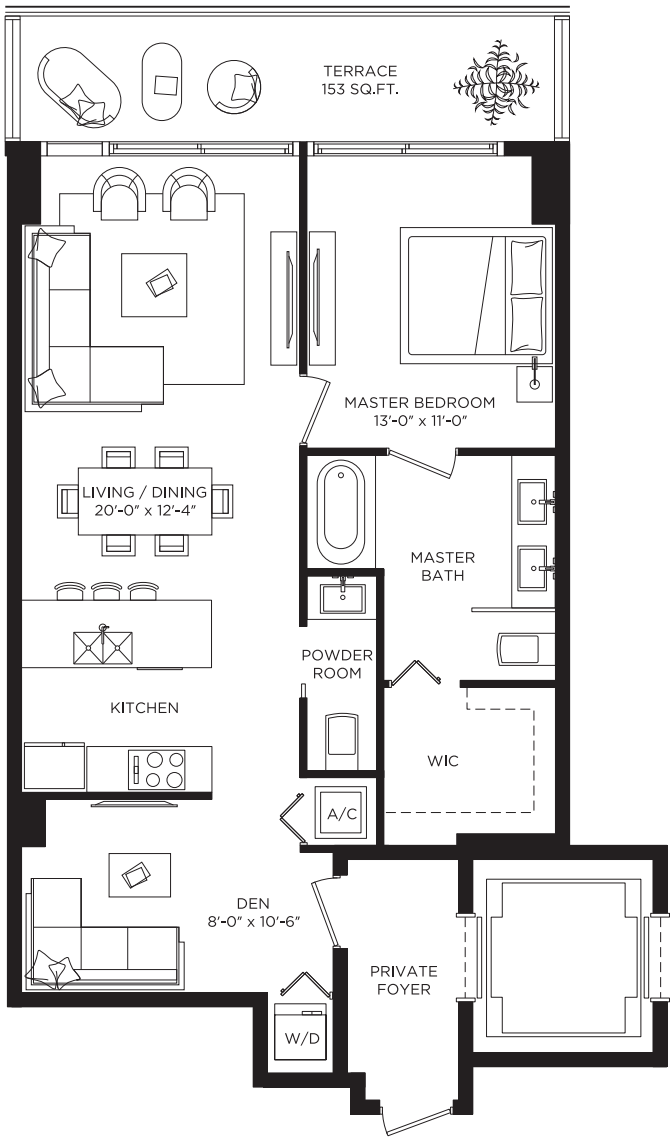 TERRACE
153 SQ.FT.
MASTER BEDROOM
13'-0" x 11'-0"
LIVING / DINING
20'-0" x 12'-4"
MASTER
BATH
POWDER
ROOM
KITCHEN
WIC
A/C
DEN
8'-0" x 10'-6"
PRIVATE
FOYER
W/D